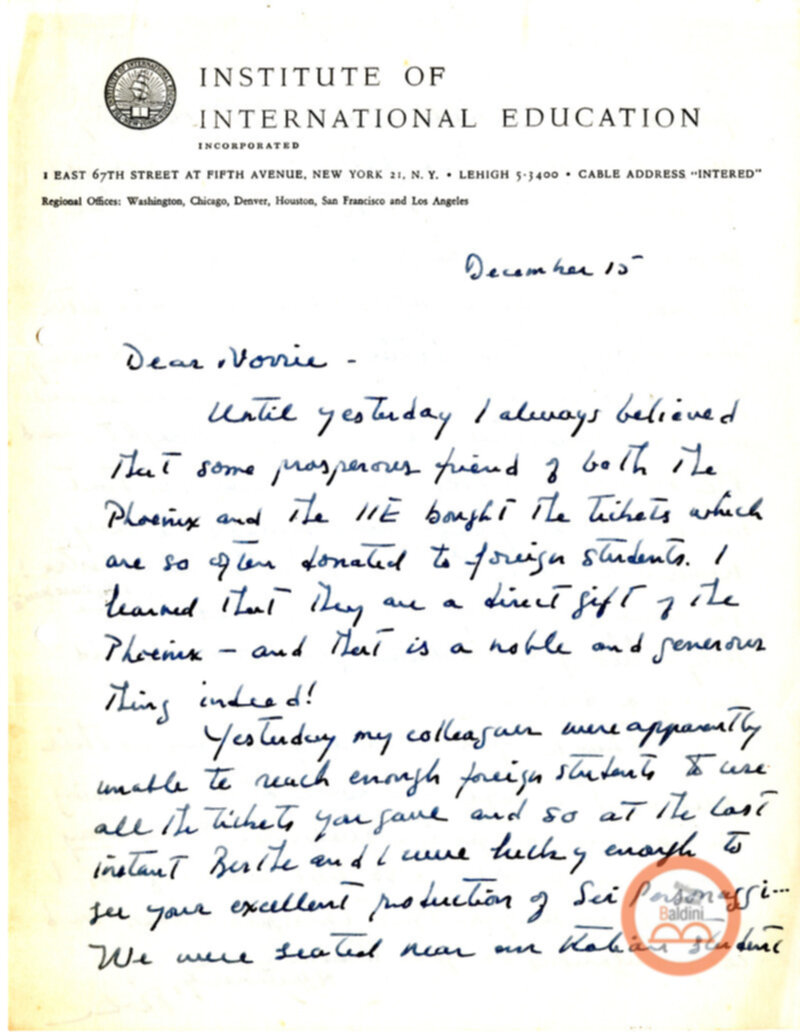 INSTITUTE OF
INTERNATIONAL EDUCATION
INCORPORATED
1 EAST 67TH STREET AT FIFTH AVENUE, NEW YORK 21, N. Y. • LEHIGH 5-3400 • CABLE ADDRESS "INTERED"
Regional Offices: Washington, Chicago, Denver, Houston, San Francisco and Los Angeles
December 15
Dear Norrie -
Until yesterday I always believed
that some prosperous friend of both the
Phoenix and the IIE bought the tickets which
are so often donated to foreign students. I
learned that they are a direct gift of the
Phoenix – and that is a noble and generous
thing indeed!
Yesterday my colleagues were apparently
unable to reach enough foreign students to use
all the tickets you gave and so at the last
instant and I were lucky enough to
see your excellent production of Sei Personaggi...
We were seated near an Italian student
Baldini